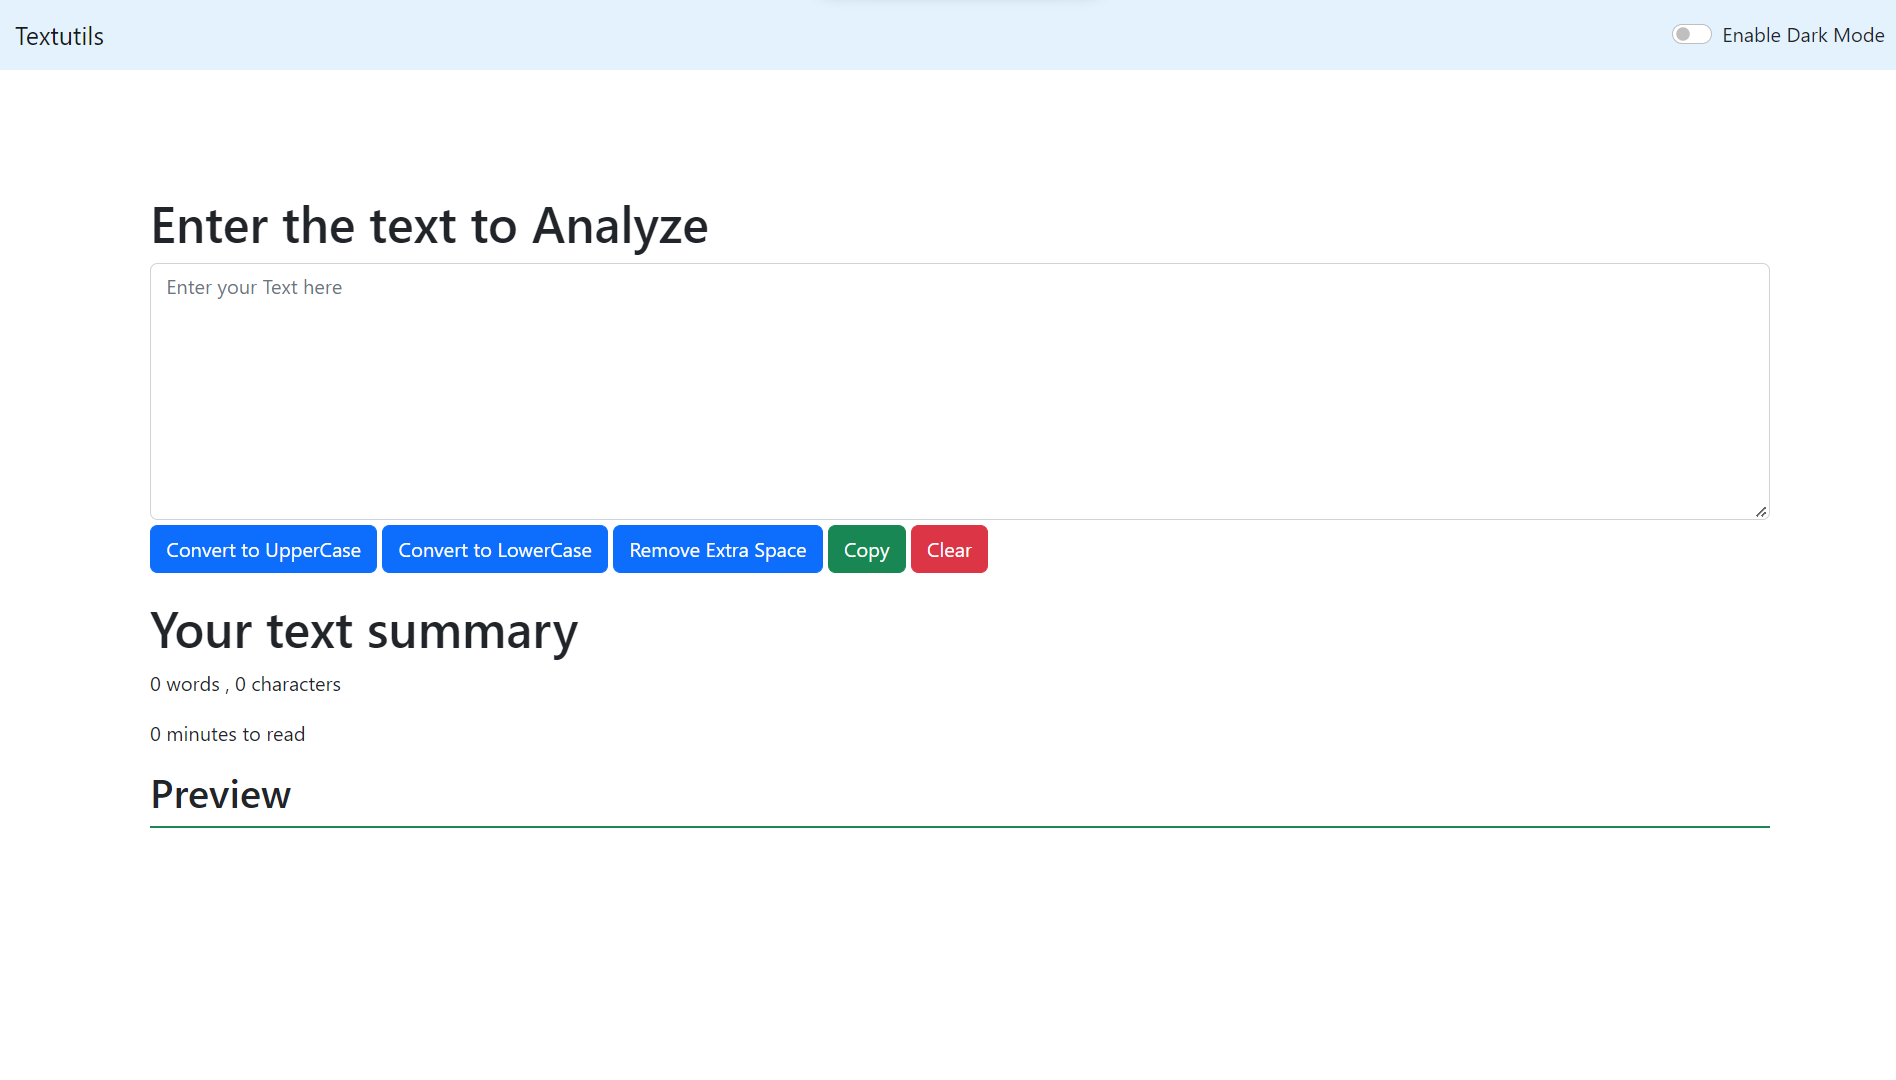 Textutils
Enable Dark Mode
Enter the text to Analyze
Enter your Text here
Convert to UpperCase Convert to LowerCase Remove Extra Space Copy Clear
Your text summary
0 words , 0 characters
0 minutes to read
Preview